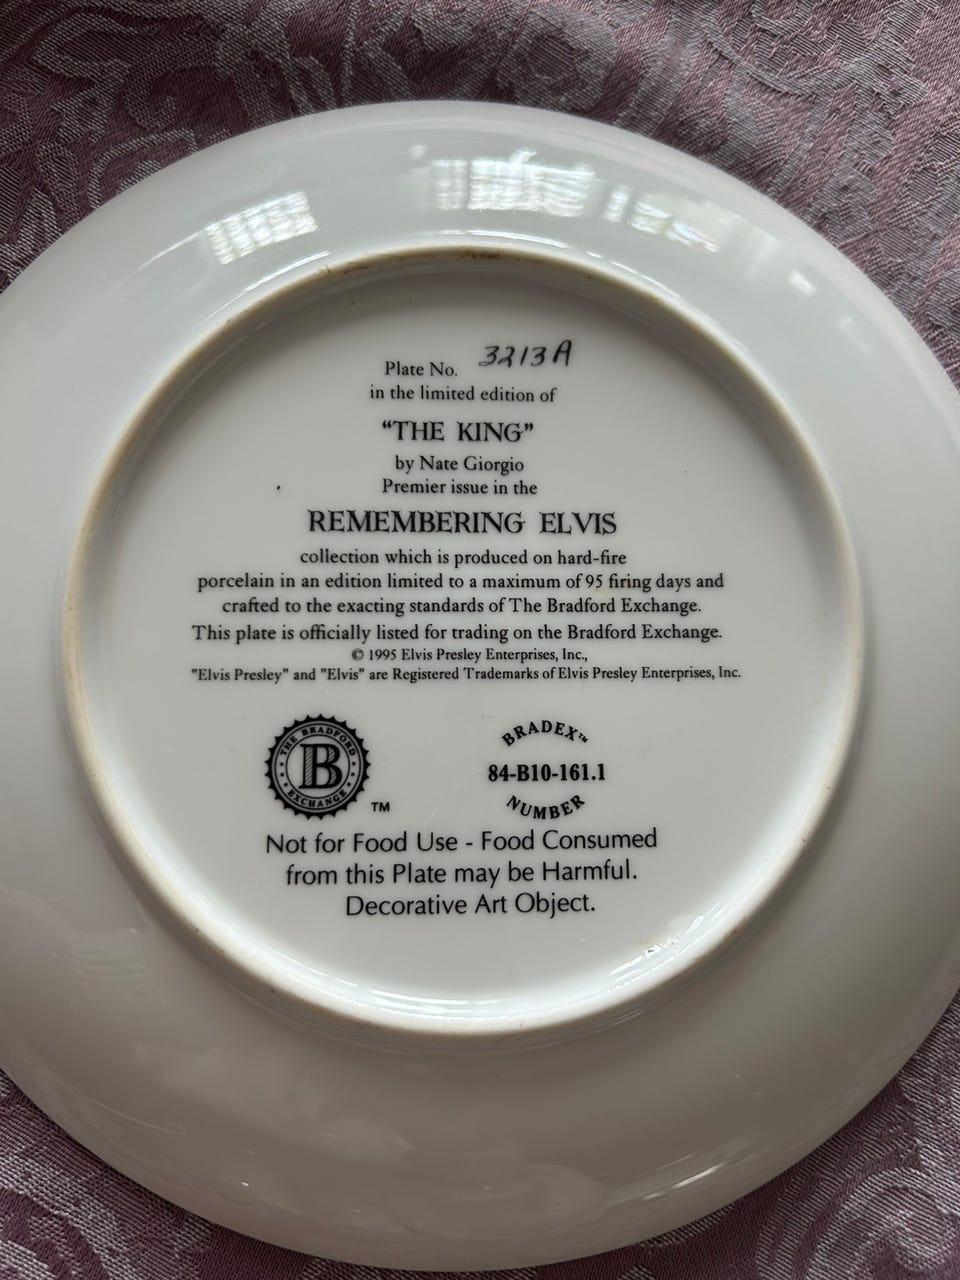 Plate No. 3213A
in the limited edition of
“THE KING”
by Nate Giorgio
Premier issue in the
REMEMBERING ELVIS
collection which is produced on hard-fire
porcelain in an edition limited to a maximum of 95 firing days and
crafted to the exacting standards of The Bradford Exchange.
This plate is officially listed for trading on the Bradford Exchange.
© 1995 Elvis Presley Enterprises, Inc.,
"Elvis Presley" and "Elvis" are Registered Trademarks of Elvis Presley Enterprises, Inc.
THE BRADFORD
B
EXCHANGE
TM
BRADEX™
84-B10-161.1
NUMBER
Not for Food Use - Food Consumed
from this Plate may be Harmful.
Decorative Art Object.